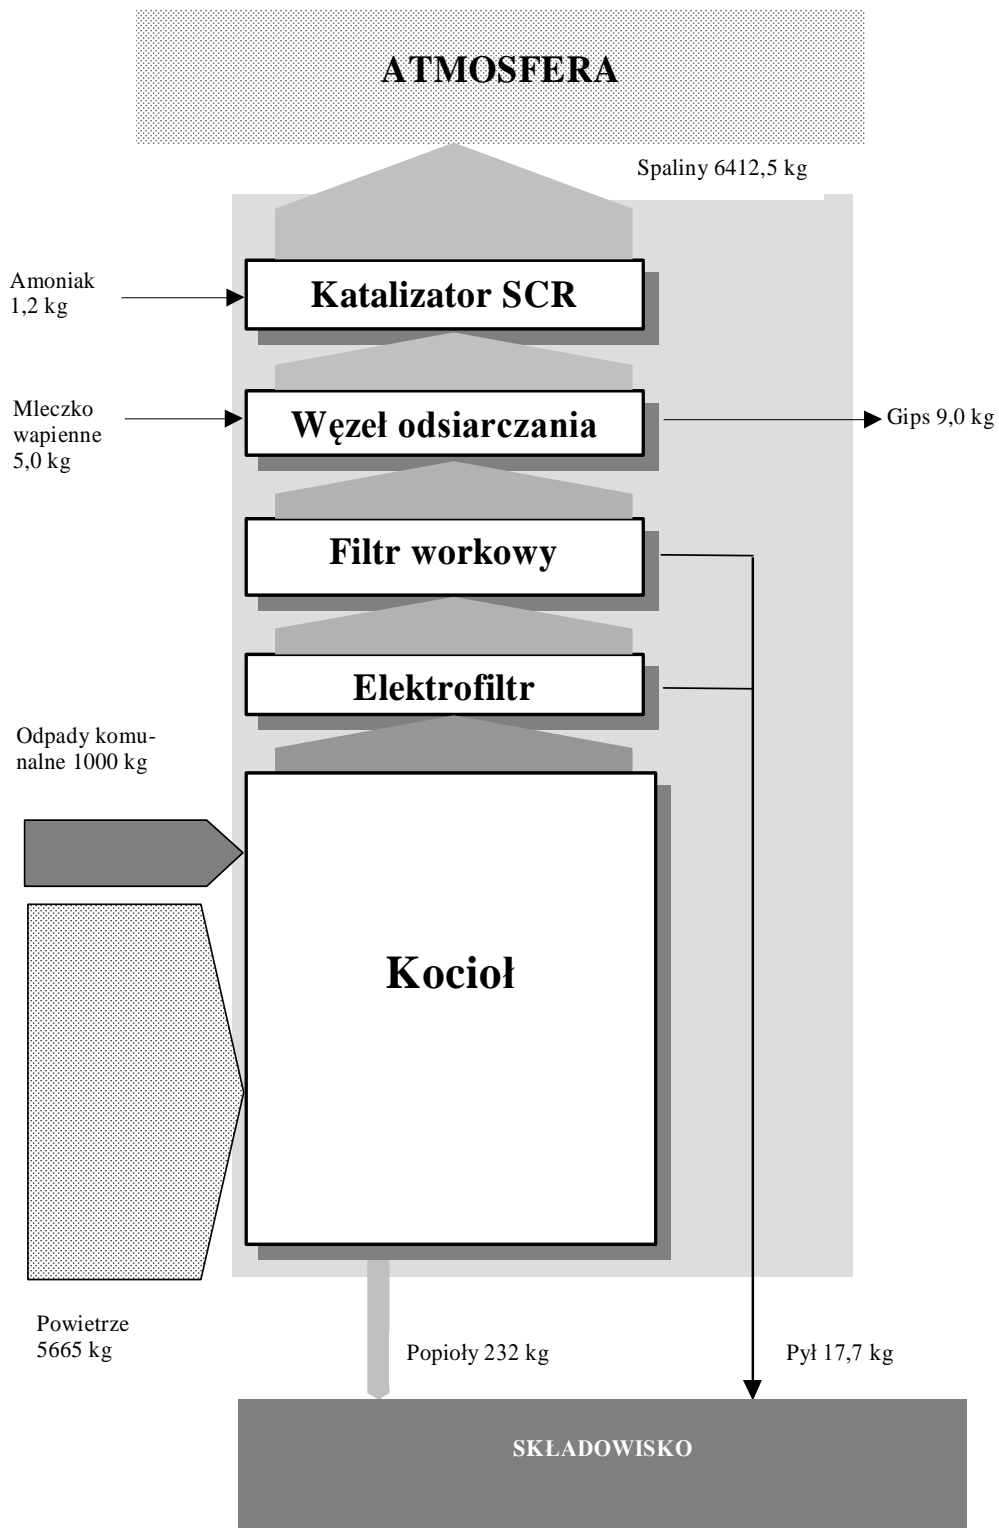 ATMOSFERA
Spaliny 6412,5 kg
Amoniak
1,2 kg
Katalizator SCR
Mleczko
wapienne
5,0 kg
Węzeł odsiarczania
Gips 9,0 kg
Filtr workowy
Elektrofiltr
Odpady komu-
nalne 1000 kg
Kocioł
Powietrze
5665 kg
Popioły 232 kg
Pył 17,7 kg
SKŁADOWISKO